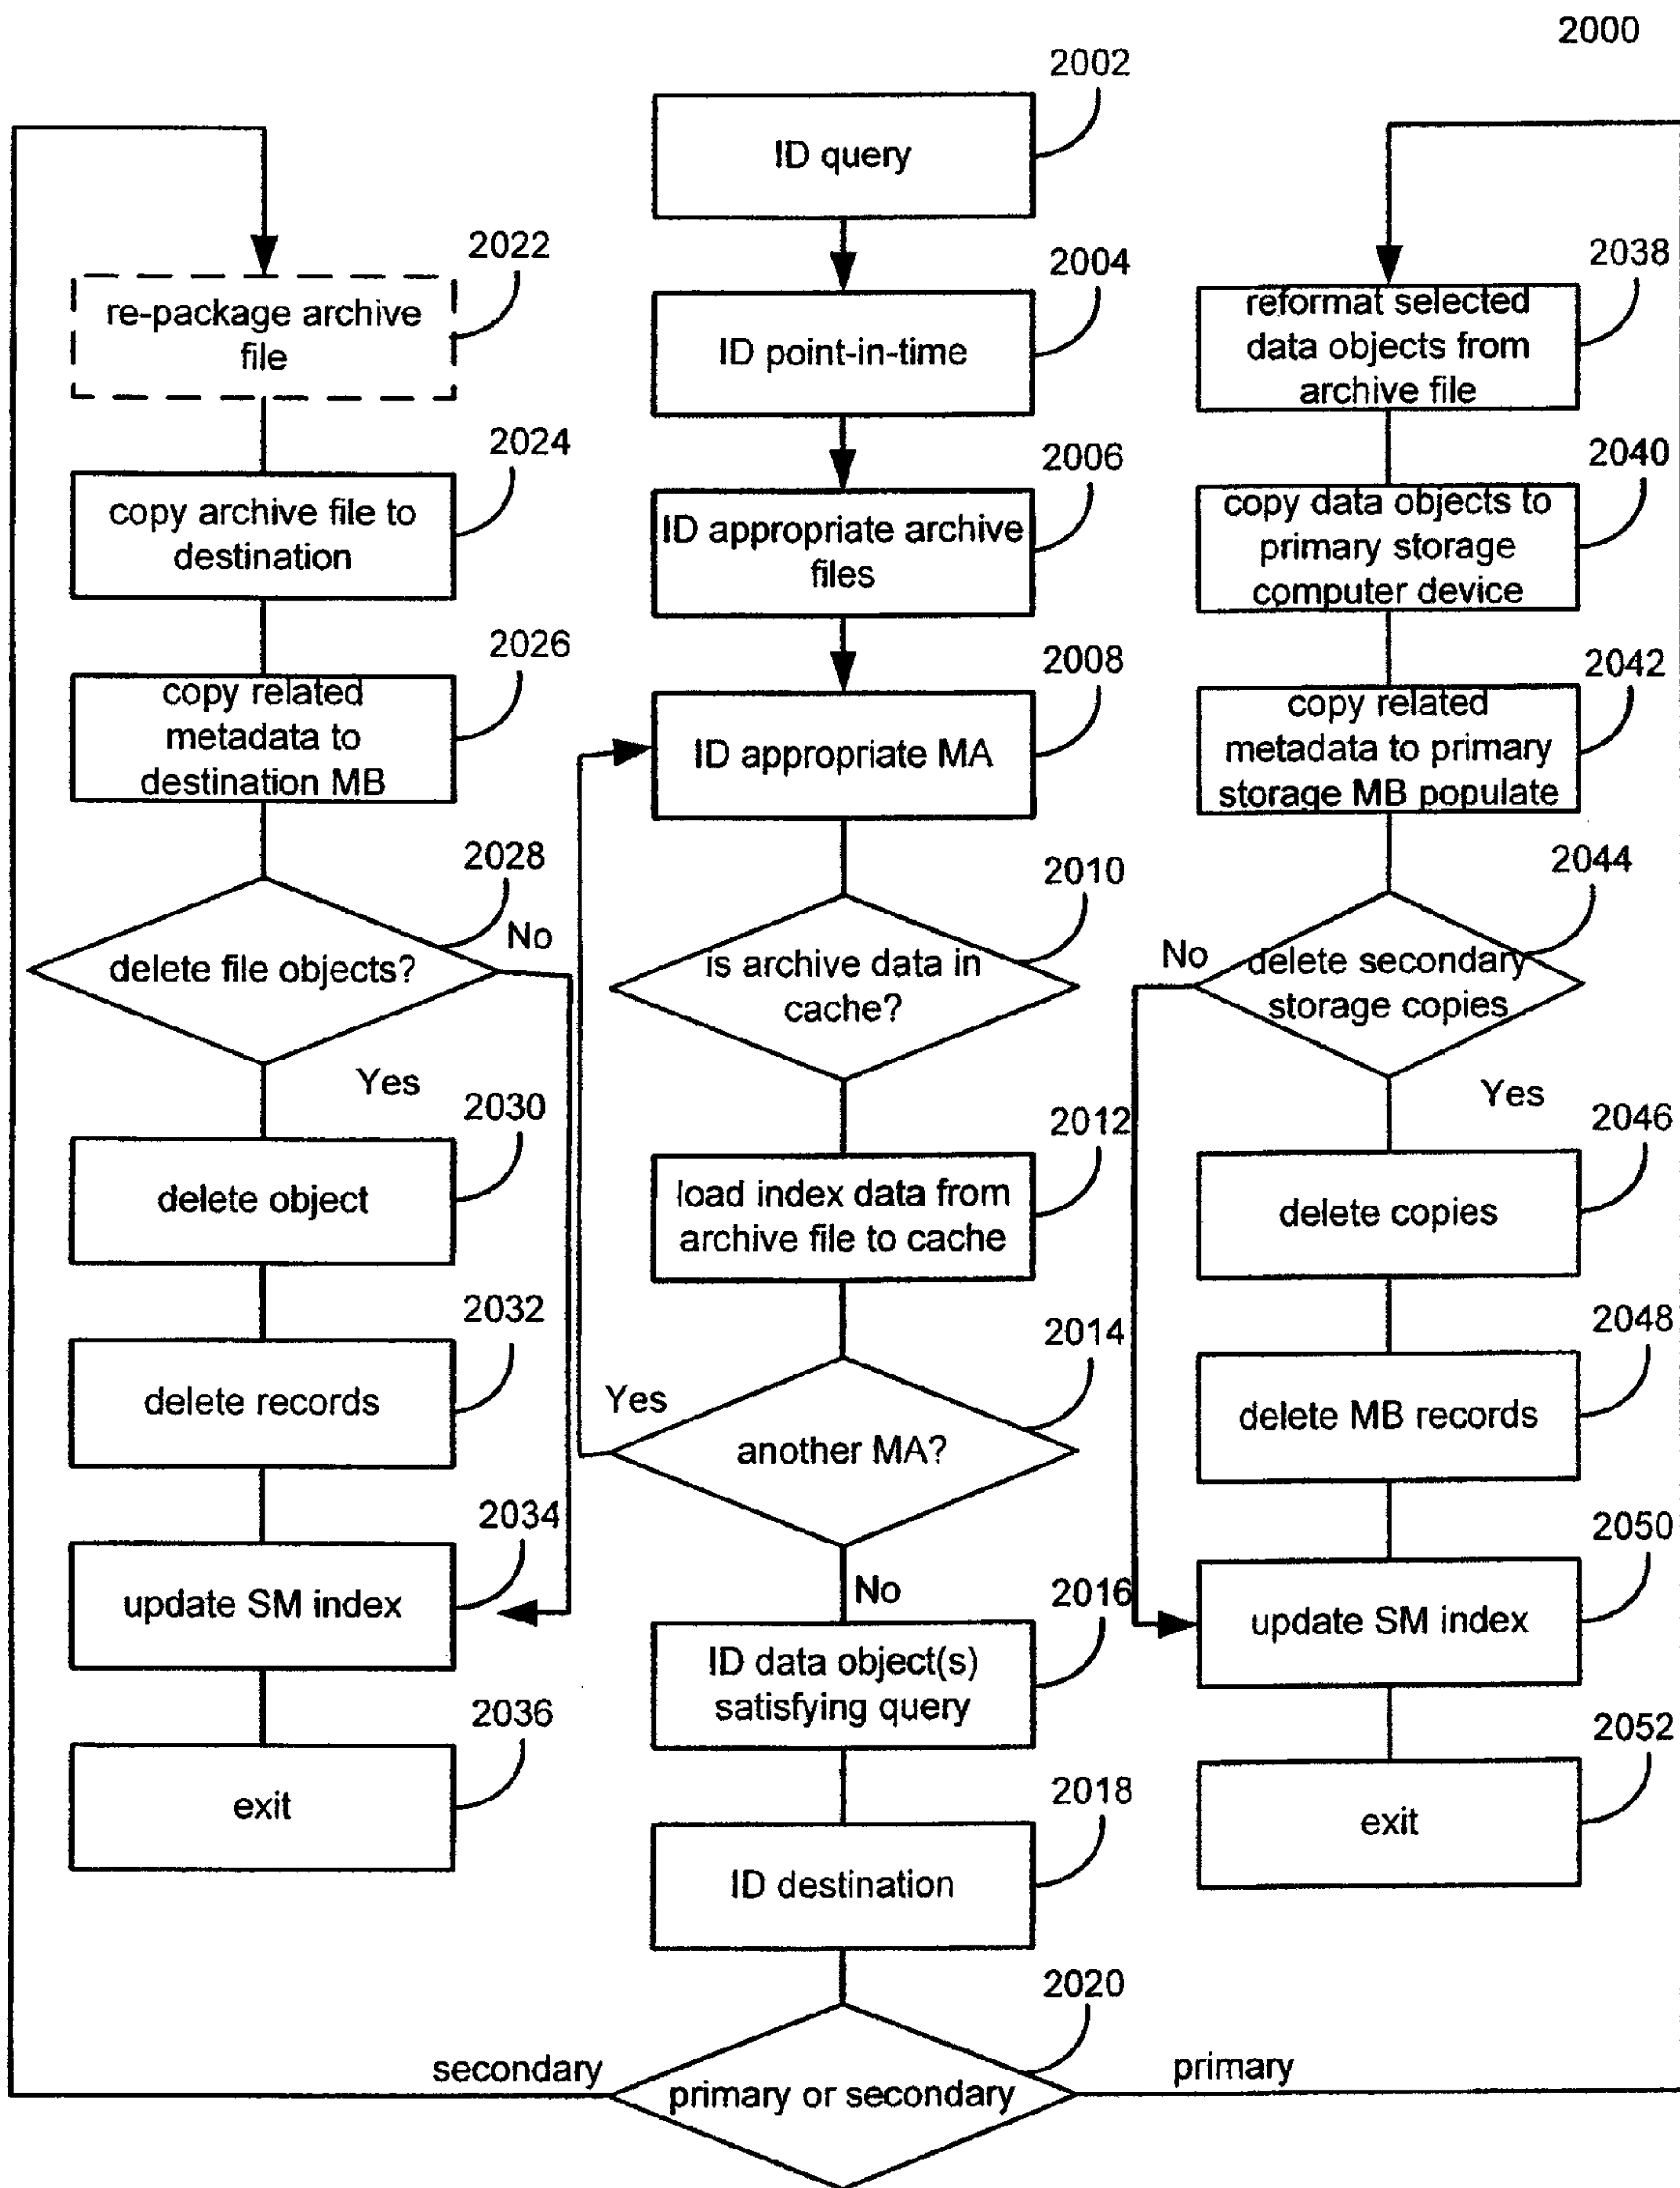 2000
2002
ID query
2004
ID point-in-time
2006
ID appropriate archive
files
2008
ID appropriate MA
2010
is archive data in
cache?
2012
load index data from
archive file to cache
2014
another MA?
Yes
No
2016
ID data object(s)
satisfying query
2018
ID destination
2020
primary or secondary
secondary
primary
2022
re-package archive
file
2024
copy archive file to
destination
2026
copy related
metadata to
destination MB
2028
delete file objects?
No
Yes
2030
delete object
2032
delete records
2034
update SM index
2036
exit
2038
reformat selected
data objects from
archive file
2040
copy data objects to
primary storage
computer device
2042
copy related
metadata to primary
storage MB populate
2044
delete secondary
storage copies
No
Yes
2046
delete copies
2048
delete MB records
2050
update SM index
2052
exit